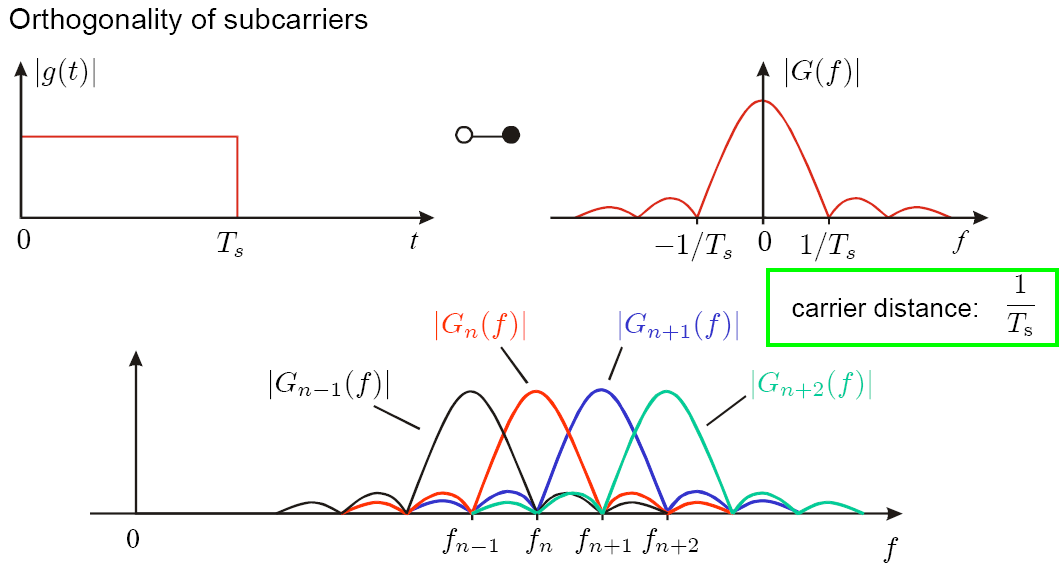 Orthogonality of subcarriers
|g(t)|
0
T_s
t
|G(f)|
−1/T_s
0
1/T_s
f
carrier distance: 1/T_s
|G_{n−1}(f)|
|G_n(f)|
|G_{n+1}(f)|
|G_{n+2}(f)|
0
f_{n−1}
f_n
f_{n+1}
f_{n+2}
f